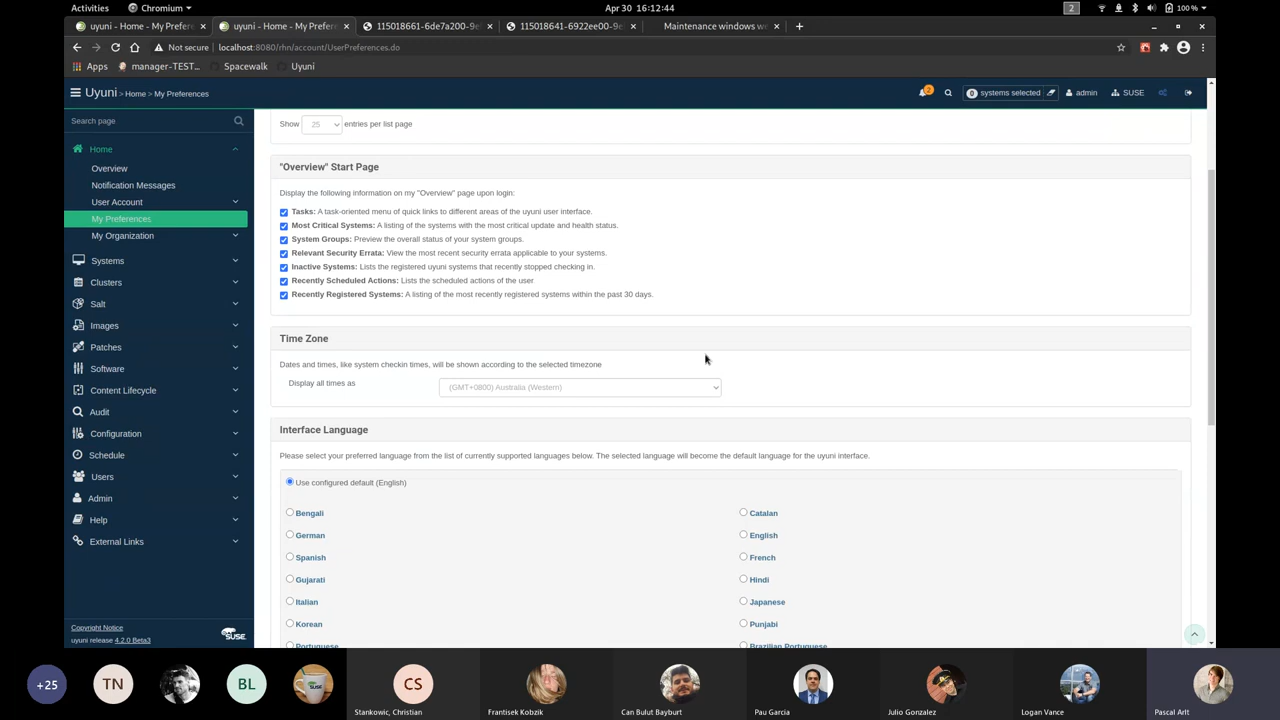 Activities
Chromium
Apr 30 16:12:44
2
100 %
uyuni - Home - My Prefere
uyuni - Home - My Prefere
115018661-6de7a200-9e
115018641-6922ee00-9e
Maintenance windows we
Not secure
localhost:8080/rhn/account/UserPreferences.do
Apps
manager-TEST_...
Spacewalk
Uyuni
Uyuni > Home > My Preferences
2
0 systems selected
admin
SUSE
Search page
Home
Overview
Notification Messages
User Account
My Preferences
My Organization
Systems
Clusters
Salt
Images
Patches
Software
Content Lifecycle
Audit
Configuration
Schedule
Users
Admin
Help
External Links
Copyright Notice
uyuni release 4.2.0 Beta3
SUSE
Show 25 entries per list page
"Overview" Start Page
Display the following information on my "Overview" page upon login:
Tasks: A task-oriented menu of quick links to different areas of the uyuni user interface.
Most Critical Systems: A listing of the systems with the most critical update and health status.
System Groups: Preview the overall status of your system groups.
Relevant Security Errata: View the most recent security errata applicable to your systems.
Inactive Systems: Lists the registered uyuni systems that recently stopped checking in.
Recently Scheduled Actions: Lists the scheduled actions of the user
Recently Registered Systems: A listing of the most recently registered systems within the past 30 days.
Time Zone
Dates and times, like system checkin times, will be shown according to the selected timezone
Display all times as
(GMT+0800) Australia (Western)
Interface Language
Please select your preferred language from the list of currently supported languages below. The selected language will become the default language for the uyuni interface.
Use configured default (English)
Bengali
Catalan
German
English
Spanish
French
Gujarati
Hindi
Italian
Japanese
Korean
Punjabi
Portuguese
Brazilian Portuguese
+25
TN
BL
SUSE
CS
Stankovic, Christian
Frantisek Kobzik
Can Bulut Bayburt
Pau Garcia
Julio Gonzalez
Logan Vance
Pascal Arlt